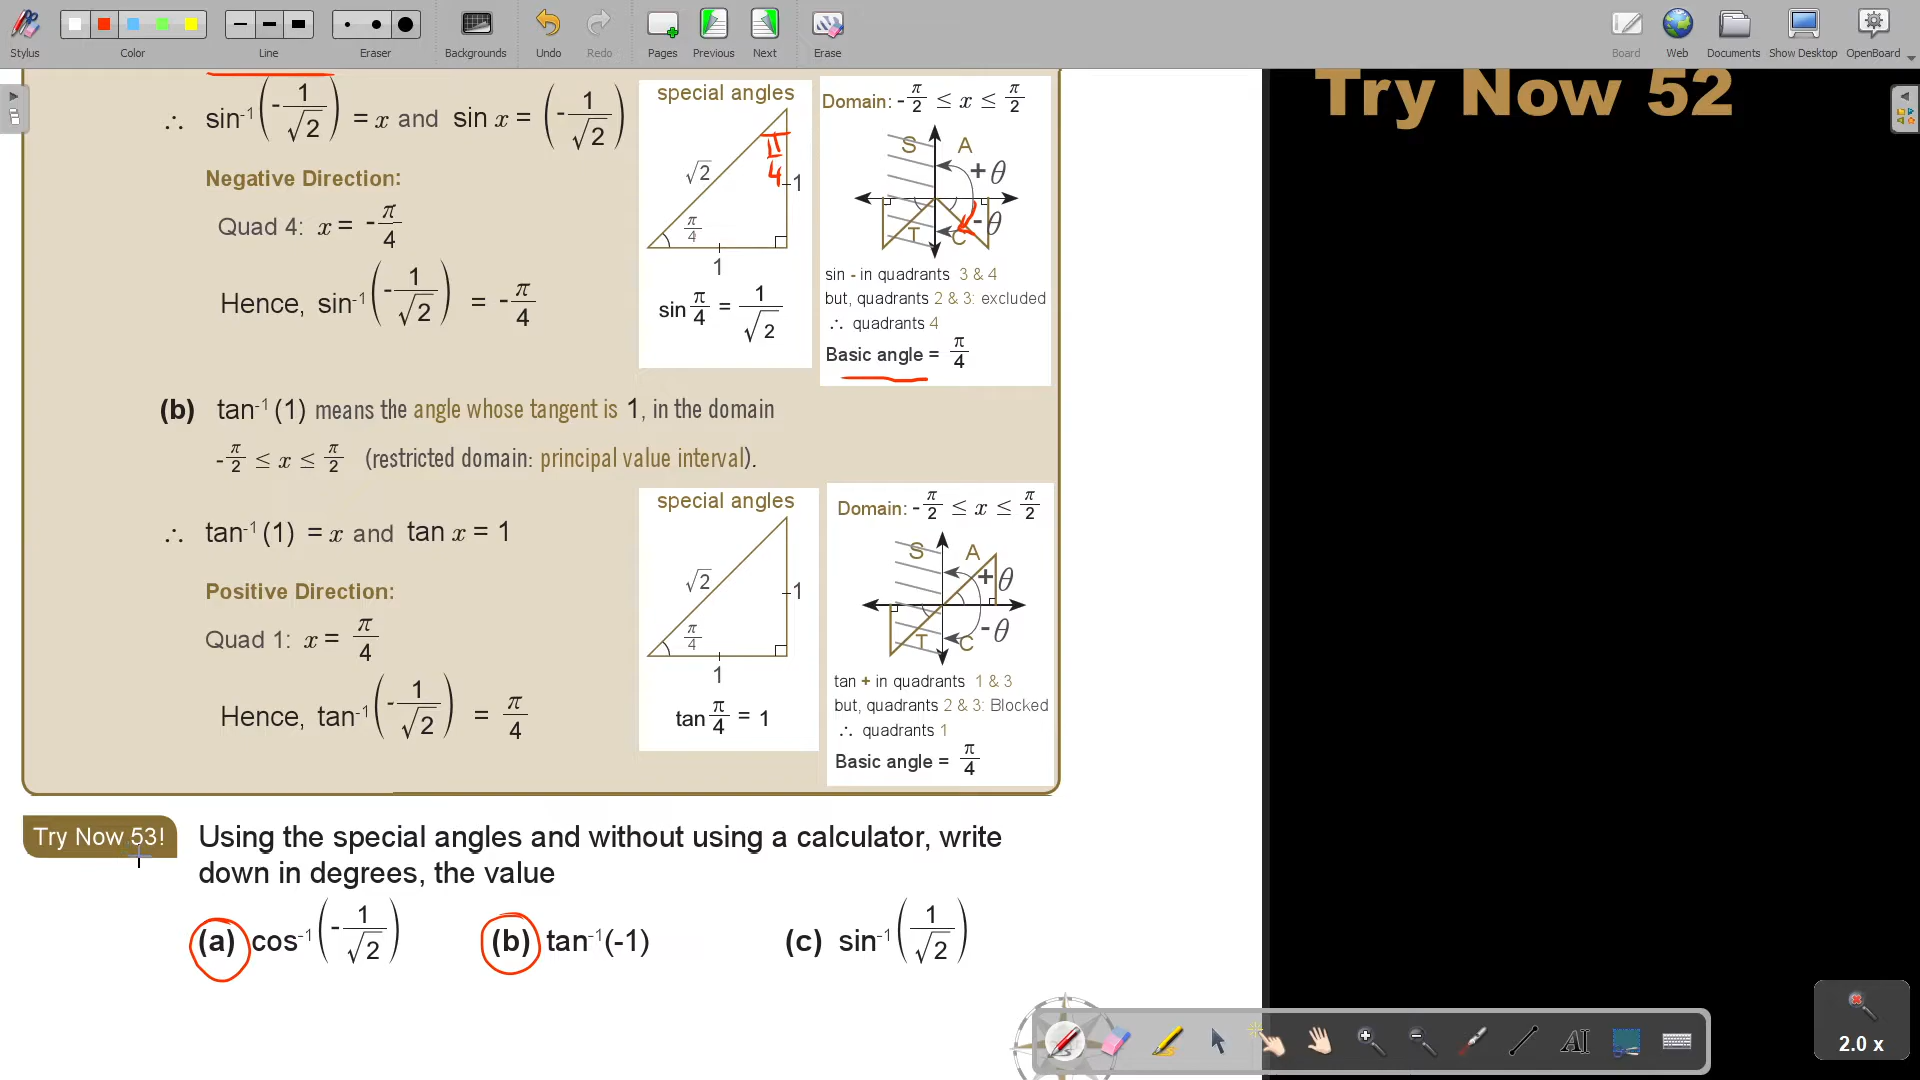 Stylus Color Line Eraser Backgrounds Undo Redo Pages Previous Next Erase Board Web Documents Show Desktop OpenBoard
Try Now 52
∴ sin⁻¹(-1/√2) = x and sin x = (-1/√2)
Negative Direction:
Quad 4: x = -π/4
Hence, sin⁻¹(-1/√2) = -π/4
special angles
π/4
√2
1
π/4
1
sin π/4 = 1/√2
Domain: -π/2 ≤ x ≤ π/2
S A
+θ
-θ
T C
sin - in quadrants 3 & 4
but, quadrants 2 & 3: excluded
∴ quadrants 4
Basic angle = π/4
(b) tan⁻¹(1) means the angle whose tangent is 1, in the domain
-π/2 ≤ x ≤ π/2 (restricted domain: principal value interval).
∴ tan⁻¹(1) = x and tan x = 1
Positive Direction:
Quad 1: x = π/4
Hence, tan⁻¹(-1/√2) = π/4
special angles
√2
1
π/4
1
tan π/4 = 1
Domain: -π/2 ≤ x ≤ π/2
S A
+θ
-θ
T C
tan + in quadrants 1 & 3
but, quadrants 2 & 3: Blocked
∴ quadrants 1
Basic angle = π/4
Try Now 53!
Using the special angles and without using a calculator, write
down in degrees, the value
(a) cos⁻¹(-1/√2) (b) tan⁻¹(-1) (c) sin⁻¹(1/√2)
AI
2.0 x